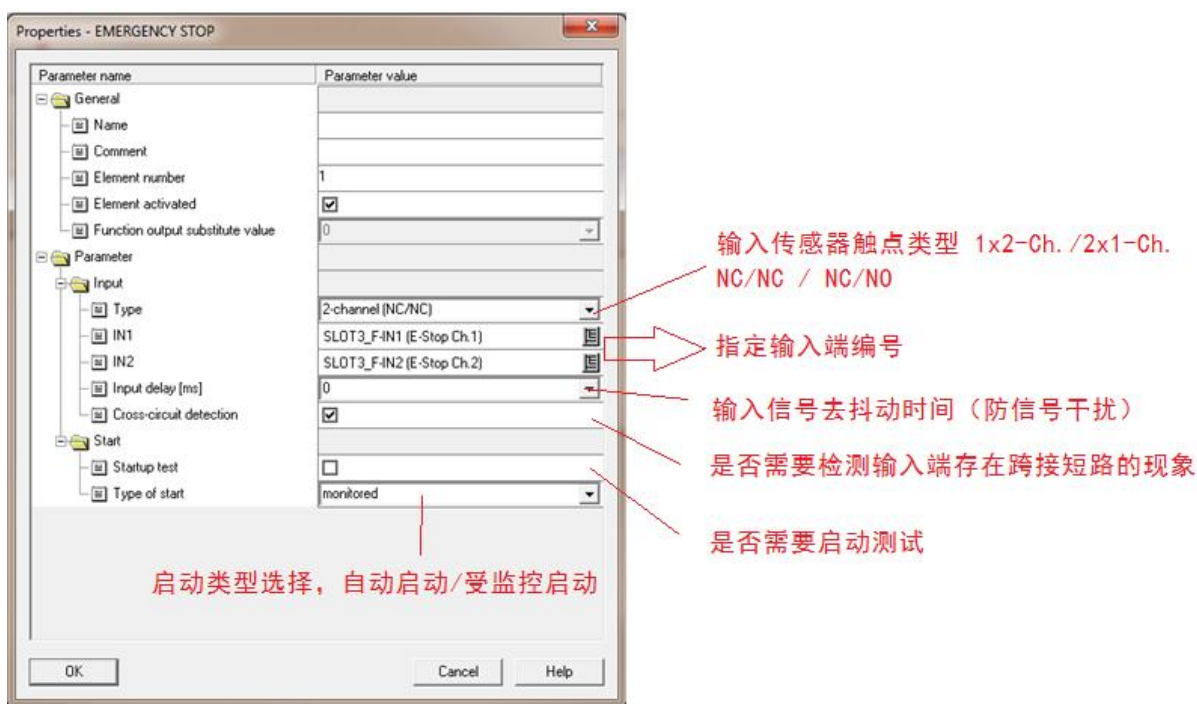 Properties - EMERGENCY STOP
Parameter name Parameter value
General
Name
Comment
Element number 1
Element activated
Function output substitute value 0
Parameter
Input
Type 2-channel (NC/NC)
IN1 SLOT3_F-IN1 (E-Stop Ch.1)
IN2 SLOT3_F-IN2 (E-Stop Ch.2)
Input delay [ms] 0
Cross-circuit detection
Start
Startup test
Type of start monitored
输入传感器触点类型 1x2-Ch./2x1-Ch.
NC/NC / NC/NO
指定输入端编号
输入信号去抖动时间（防信号干扰）
是否需要检测输入端存在跨接短路的现象
是否需要启动测试
启动类型选择，自动启动/受监控启动
OK Cancel Help